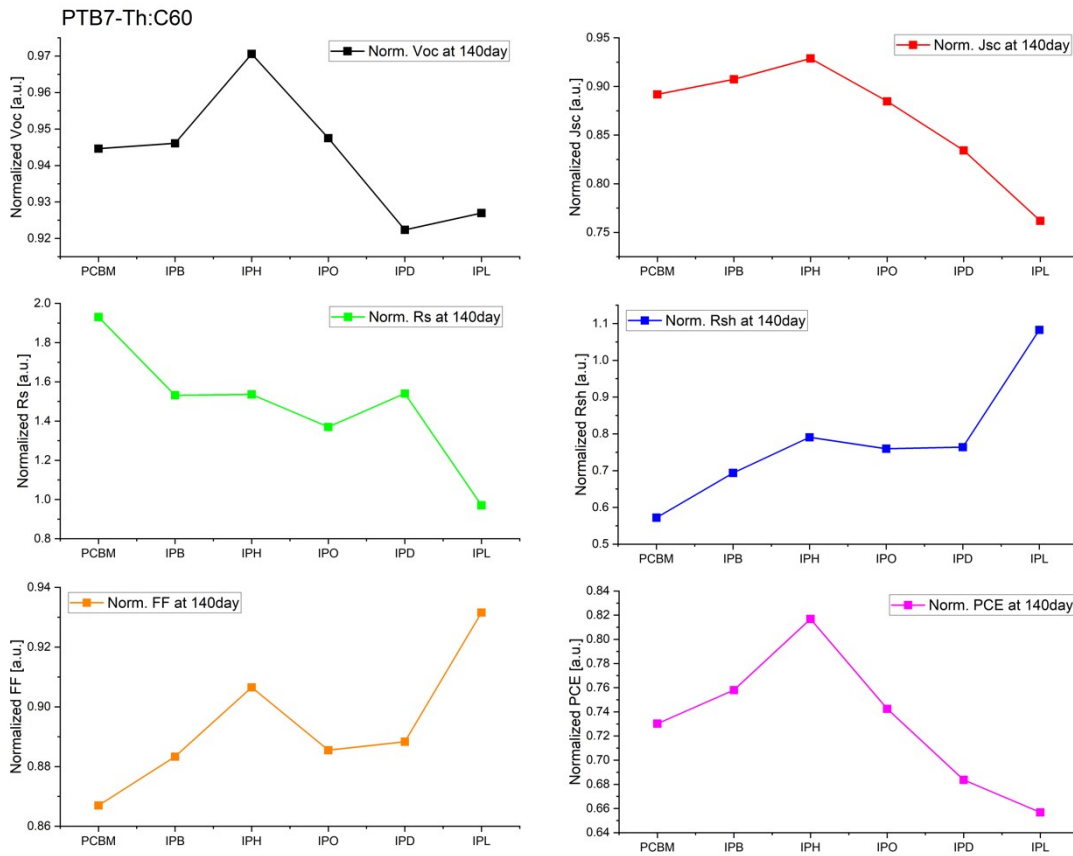 PTB7-Th:C60
Normalized Voc [a.u.]
0.97
0.96
0.95
0.94
0.93
0.92
Norm. Voc at 140day
PCBM IPB IPH IPO IPD IPL
Normalized Jsc [a.u.]
0.95
0.90
0.85
0.80
0.75
Norm. Jsc at 140day
PCBM IPB IPH IPO IPD IPL
Normalized Rs [a.u.]
2.0
1.8
1.6
1.4
1.2
1.0
0.8
Norm. Rs at 140day
PCBM IPB IPH IPO IPD IPL
Normalized Rsh [a.u.]
1.1
1.0
0.9
0.8
0.7
0.6
0.5
Norm. Rsh at 140day
PCBM IPB IPH IPO IPD IPL
Normalized FF [a.u.]
0.94
0.92
0.90
0.88
0.86
Norm. FF at 140day
PCBM IPB IPH IPO IPD IPL
Normalized PCE [a.u.]
0.84
0.82
0.80
0.76
0.72
0.68
0.66
0.64
Norm. PCE at 140day
PCBM IPB IPH IPO IPD IPL